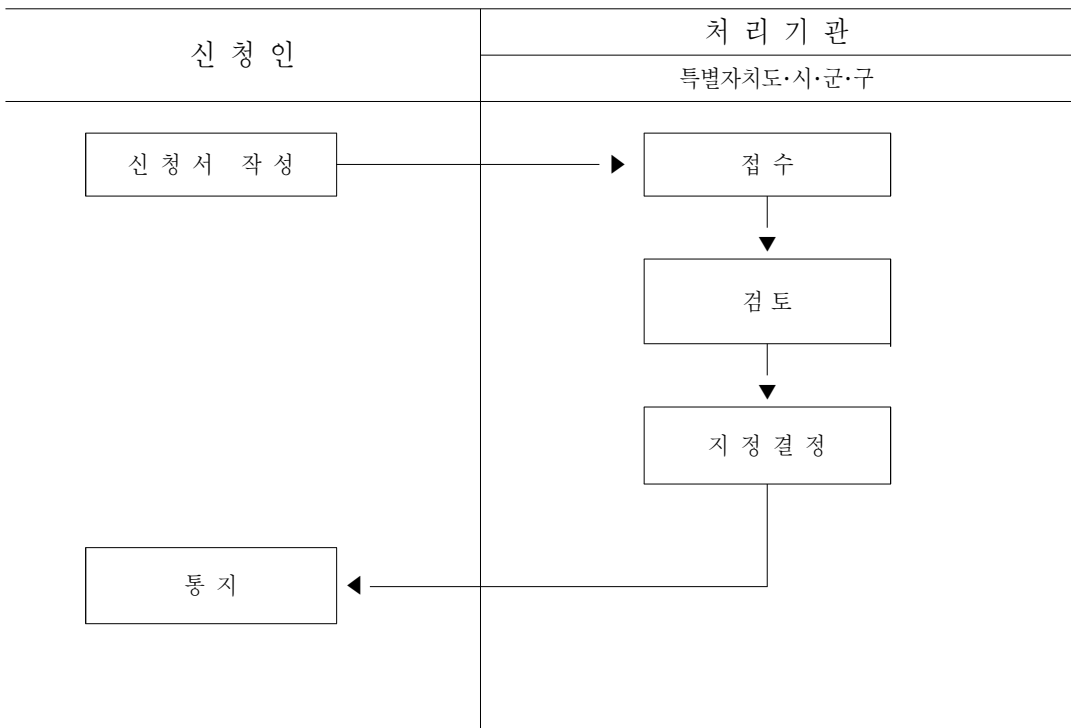 신 청 인
처 리 기 관
특별자치도·시·군·구
신 청 서 작 성
접 수
검 토
지 정 결 정
통 지